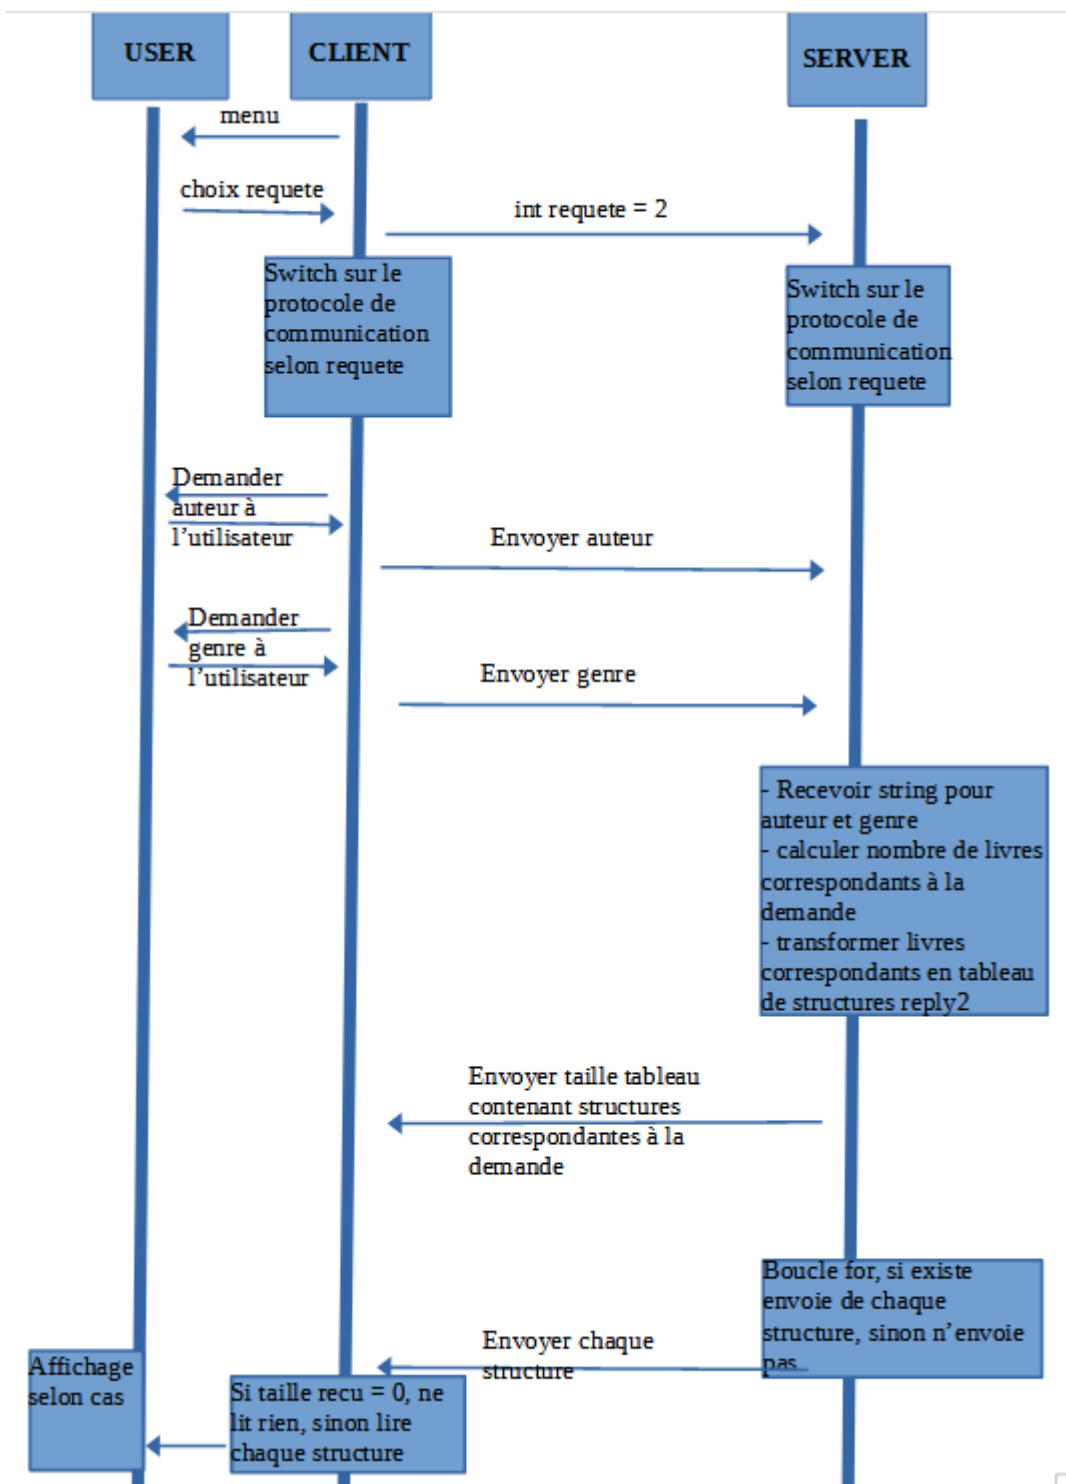 USER
CLIENT
SERVER
menu
choix requete
int requete = 2
Switch sur le
protocole de
communication
selon requete
Switch sur le
protocole de
communication
selon requete
Demander
auteur à
l’utilisateur
Envoyer auteur
Demander
genre à
l’utilisateur
Envoyer genre
- Recevoir string pour
auteur et genre
- calculer nombre de livres
correspondants à la
demande
- transformer livres
correspondants en tableau
de structures reply2
Envoyer taille tableau
contenant structures
correspondantes à la
demande
Boucle for, si existe
envoie de chaque
structure, sinon n’envoie
pas
Envoyer chaque
structure
Affichage
selon cas
Si taille recu = 0, ne
lit rien, sinon lire
chaque structure